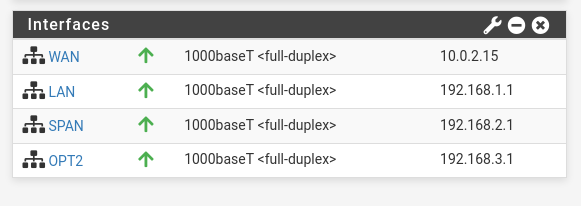 Interfaces
WAN 1000baseT <full-duplex> 10.0.2.15
LAN 1000baseT <full-duplex> 192.168.1.1
SPAN 1000baseT <full-duplex> 192.168.2.1
OPT2 1000baseT <full-duplex> 192.168.3.1